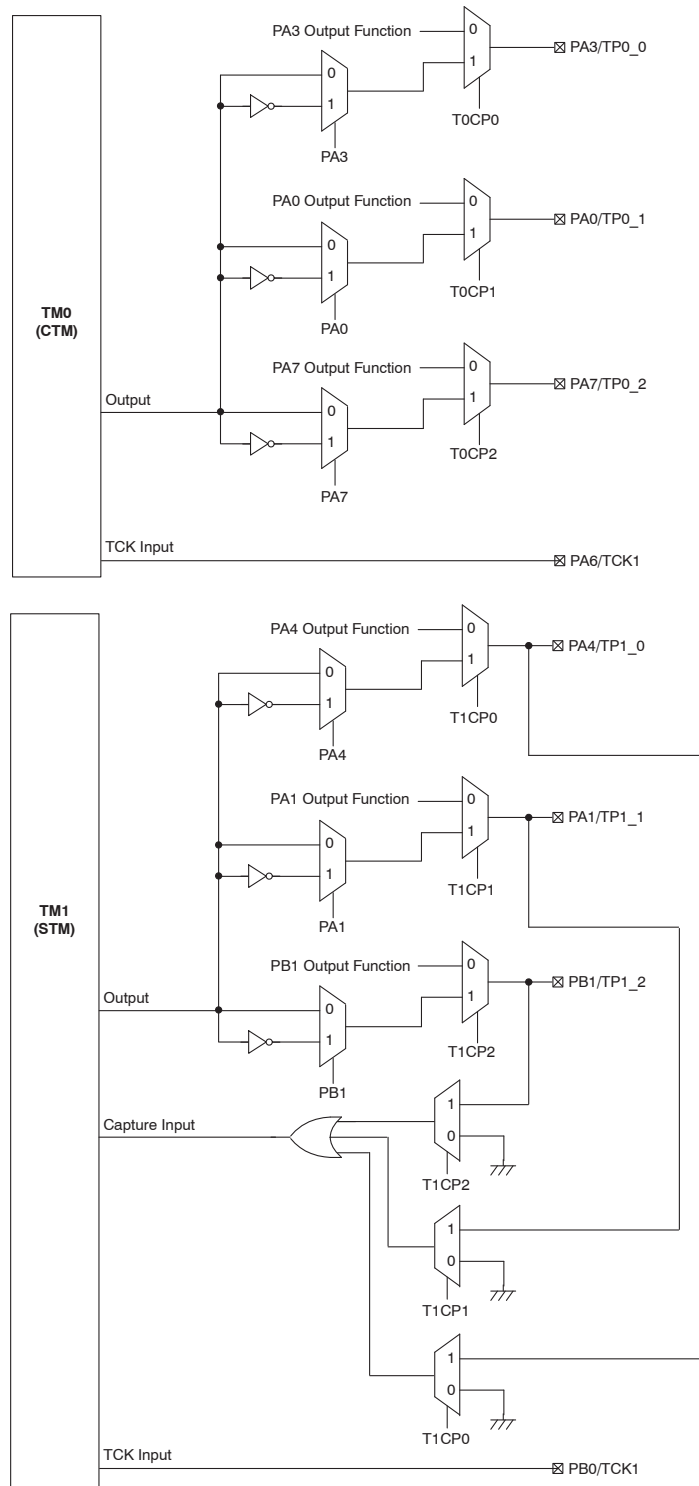 PA3 Output Function
0
PA3/TP0_0
0
1
1
T0CP0
PA3
PA0 Output Function
0
PA0/TP0_1
0
1
1
T0CP1
PA0
TM0
(CTM)
PA7 Output Function
0
PA7/TP0_2
Output
0
1
1
T0CP2
PA7
TCK Input
PA6/TCK1
PA4 Output Function
0
PA4/TP1_0
0
1
1
T1CP0
PA4
PA1 Output Function
0
PA1/TP1_1
0
1
1
T1CP1
PA1
TM1
(STM)
PB1 Output Function
0
PB1/TP1_2
Output
0
1
1
T1CP2
PB1
Capture Input
1
0
T1CP2
1
0
T1CP1
1
0
T1CP0
TCK Input
PB0/TCK1